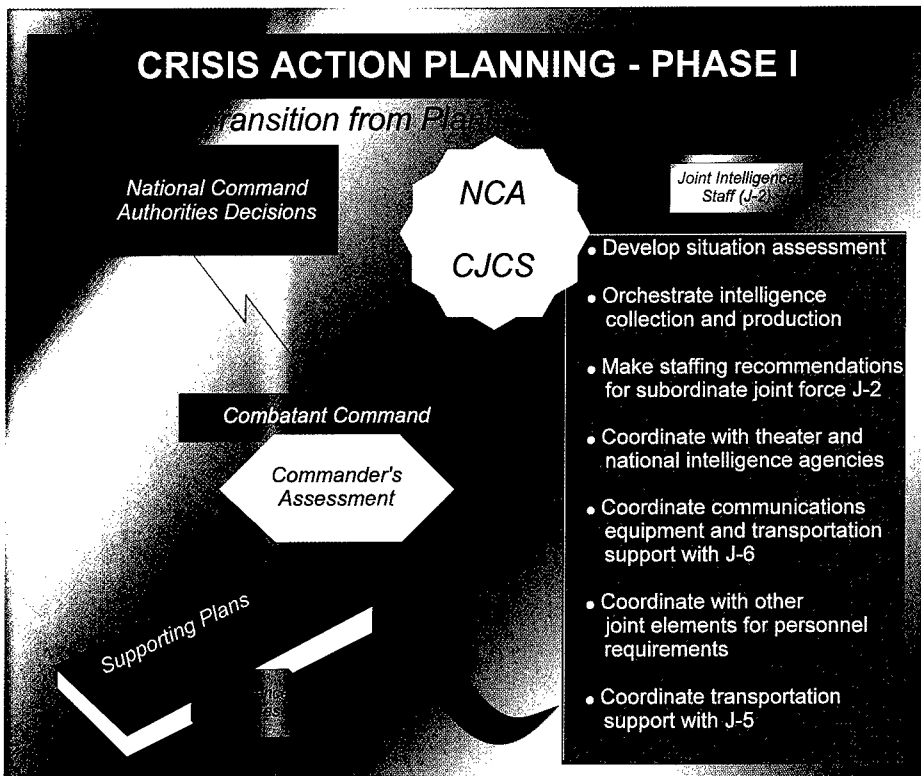 CRISIS ACTION PLANNING - PHASE I
ransition from Pla
National Command
Authorities Decisions
NCA
CJCS
Joint Intelligence
Staff (J-2)
• Develop situation assessment
• Orchestrate intelligence
collection and production
• Make staffing recommendations
for subordinate joint force J-2
• Coordinate with theater and
national intelligence agencies
• Coordinate communications
equipment and transportation
support with J-6
• Coordinate with other
joint elements for personnel
requirements
• Coordinate transportation
support with J-5
Combatant Command
Commander's
Assessment
Supporting Plans